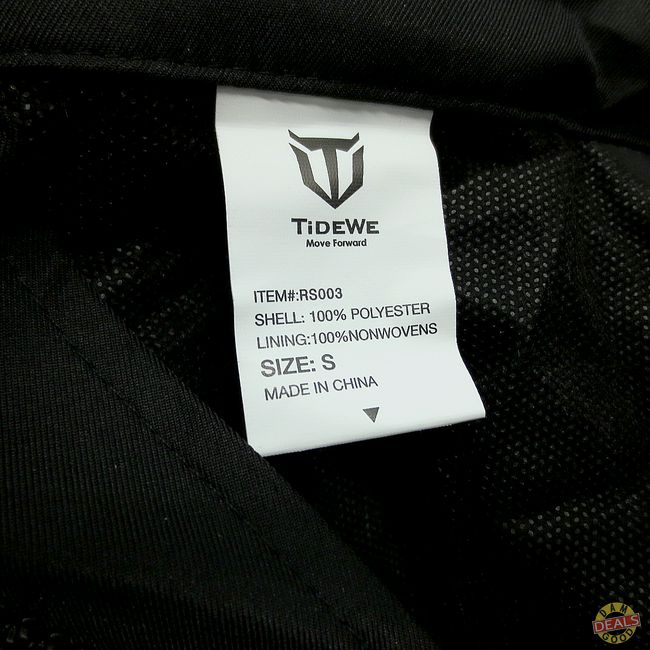 TiDEWe
Move Forward
ITEM#:RS003
SHELL: 100% POLYESTER
LINING:100%NONWOVENS
SIZE: S
MADE IN CHINA
DAM
DEALS
GOOD